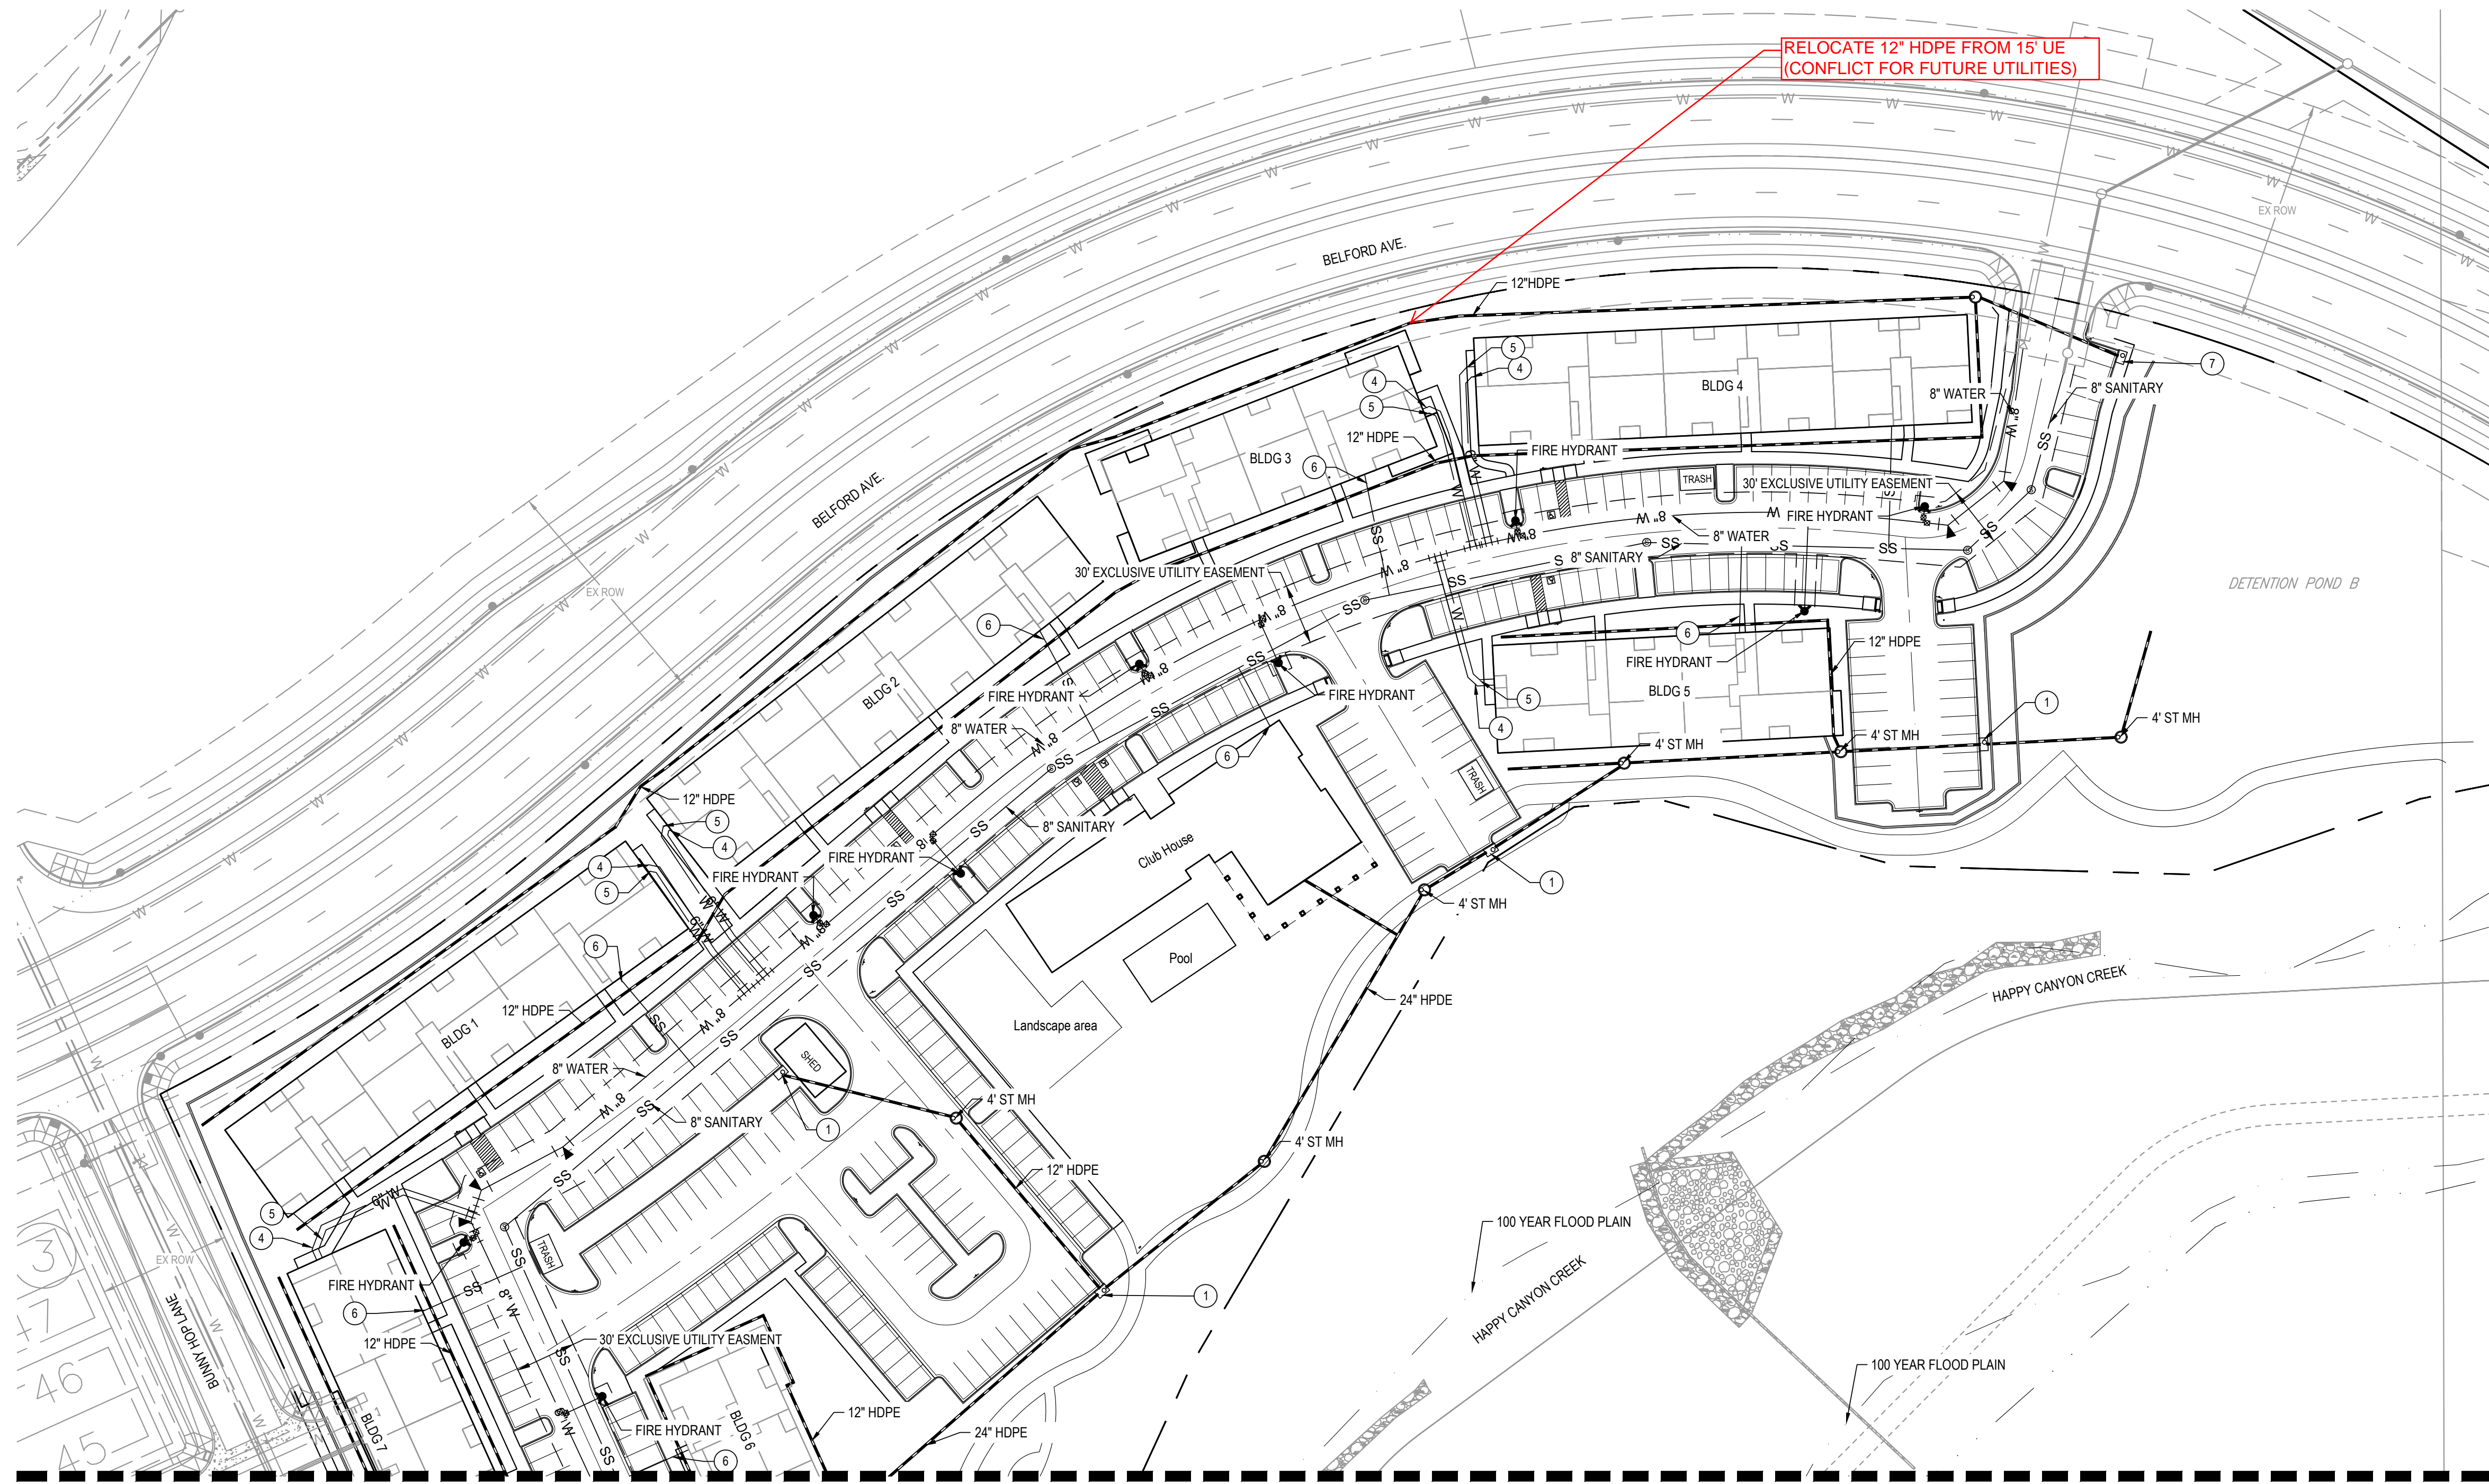 RELOCATE 12" HDPE FROM 15' UE
(CONFLICT FOR FUTURE UTILITIES)
EX ROW
BELFORD AVE.
12"HDPE
5
4
4
5
BLDG 4
8" WATER
7
8" SANITARY
12" HDPE
BLDG 3
6
FIRE HYDRANT
TRASH
30' EXCLUSIVE UTILITY EASEMENT
FIRE HYDRANT
8" WATER
8" SANITARY
BELFORD AVE.
EX ROW
30' EXCLUSIVE UTILITY EASEMENT
DETENTION POND B
6
6
12" HDPE
FIRE HYDRANT
BLDG 5
BLDG 2
FIRE HYDRANT
FIRE HYDRANT
5
4
1
4' ST MH
8" WATER
4' ST MH
4' ST MH
6
TRASH
12" HDPE
5
4
8" SANITARY
4
5
FIRE HYDRANT
FIRE HYDRANT
Club House
1
4' ST MH
6
Pool
HAPPY CANYON CREEK
24" HPDE
12" HDPE
BLDG 1
Landscape area
8" WATER
SHED
4' ST MH
8" SANITARY
1
4' ST MH
12" HDPE
5
4
6" W
8" W
SS
W
3
EX ROW
TRASH
100 YEAR FLOOD PLAIN
FIRE HYDRANT
6
1
HAPPY CANYON CREEK
BUNNY HOP LANE
12" HDPE
30' EXCLUSIVE UTILITY EASMENT
47
46
45
100 YEAR FLOOD PLAIN
BLDG 7
12" HDPE
FIRE HYDRANT
BLDG 6
24" HDPE
6